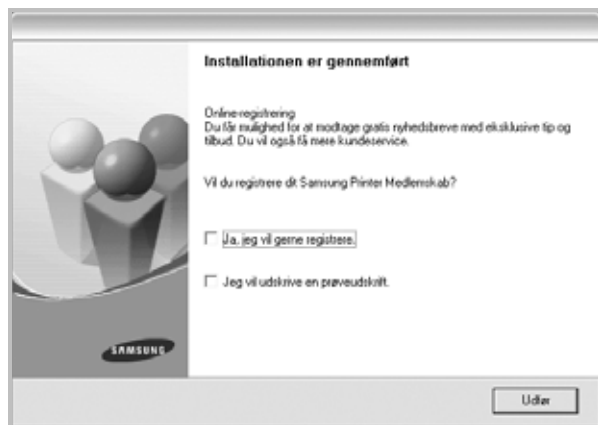 Installationen er gennemført
Online-registrering
Du får mulighed for at modtage gratis nyhedsbreve med eksklusive tip og
tilbud. Du vil også få mere kundeservice.
Vil du registrere dit Samsung Printer Medlemskab?
Ja, jeg vil gerne registrere.
Jeg vil udskrive en prøveudskrift.
SAMSUNG
Udfør